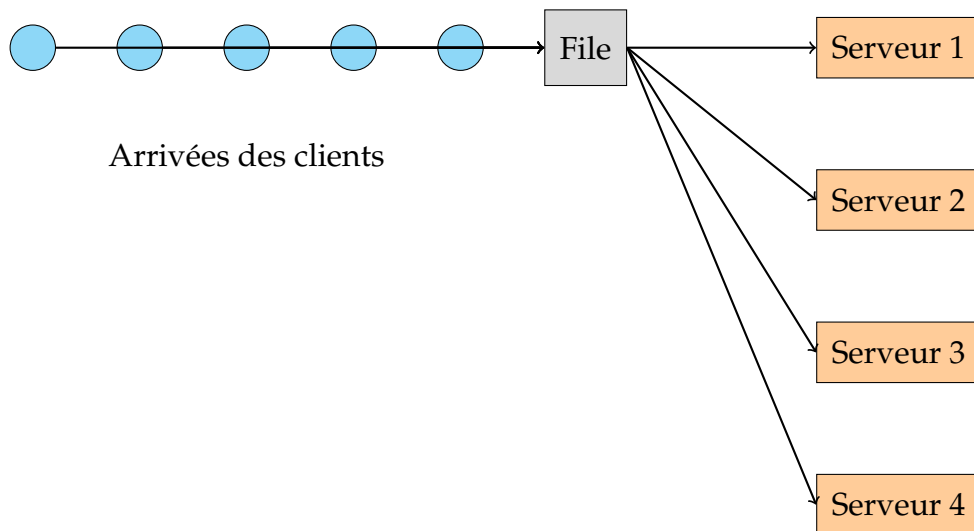 File
Serveur 1
Arrivées des clients
Serveur 2
Serveur 3
Serveur 4